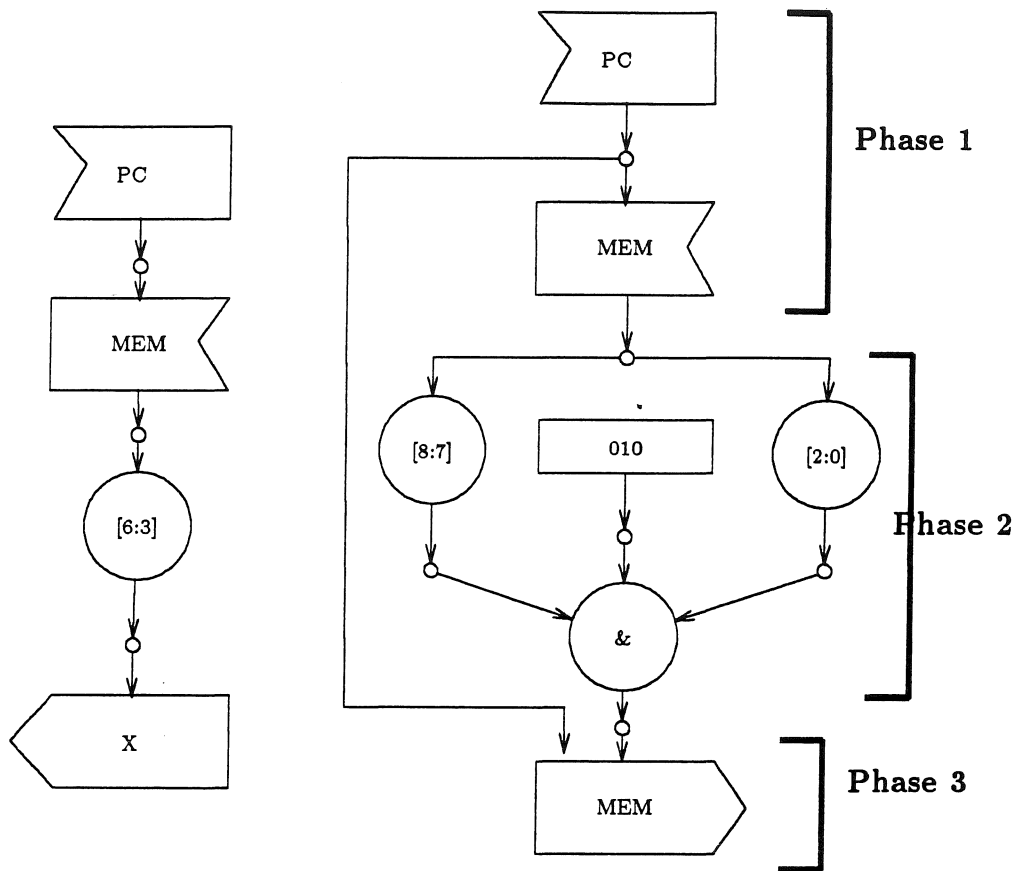 PC
MEM
[6:3]
X
PC
Phase 1
MEM
[8:7]
010
[2:0]
Phase 2
&
MEM
Phase 3